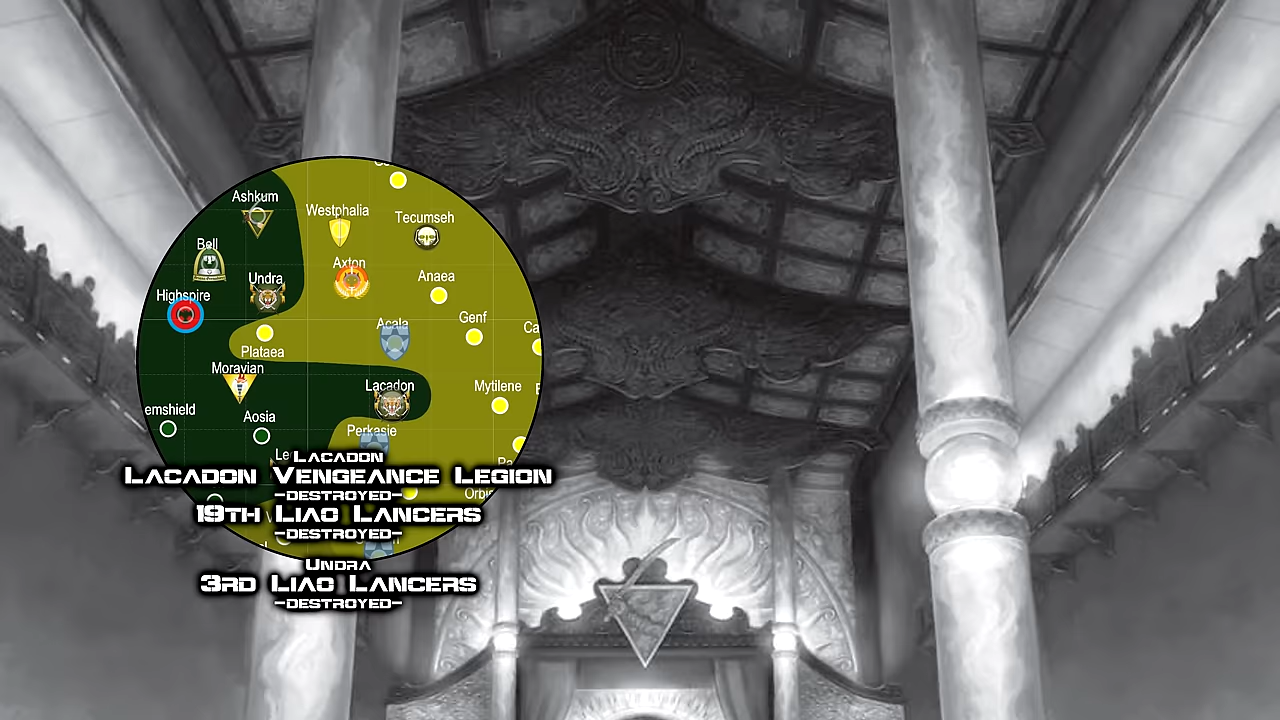 Ashkum
Westphalia
Tecumseh
Bell
Axton
Undra
Anaea
Highspire
Genf
Acala
Plataea
Moravian
Lacadon
Mytilene
emshield
Aosia
Perkasie
Lacadon
Lacadon Vengeance Legion
-DESTROYED-
19th Liao Lancers
-DESTROYED-
Undra
3rd Liao Lancers
-DESTROYED-